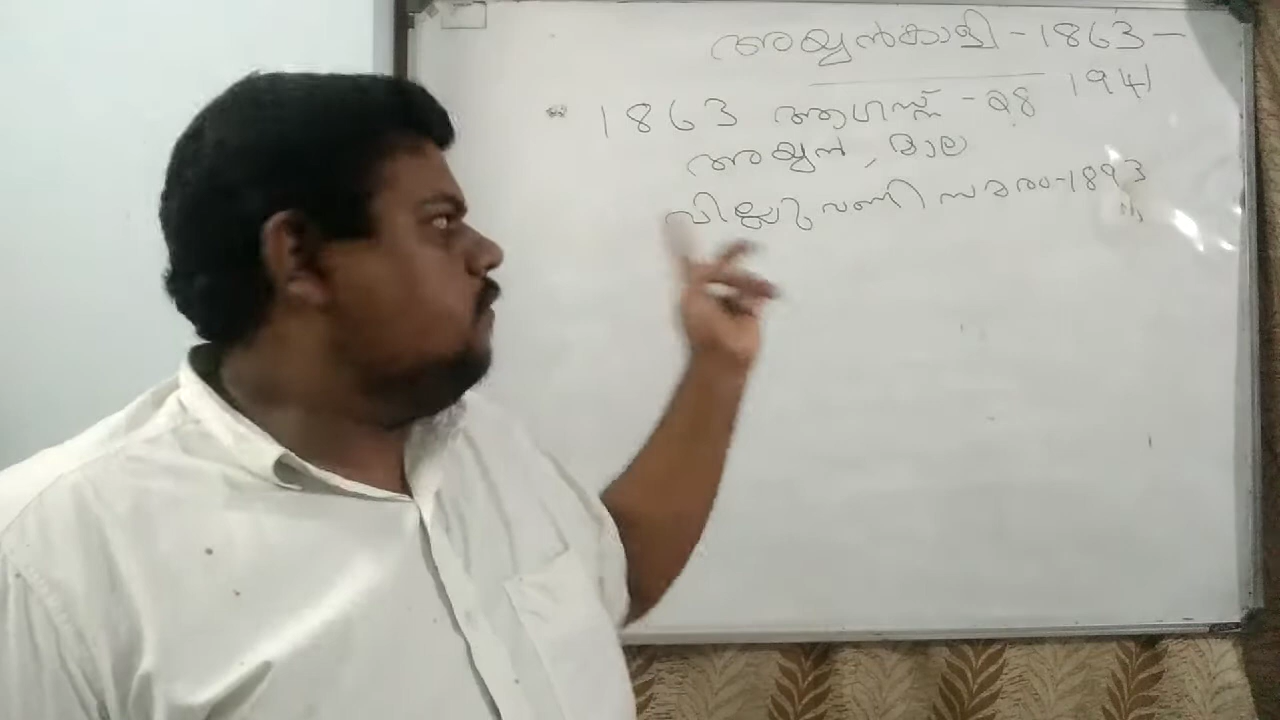 അയ്യൻകാളി - 1863 -
1941
1863 ആഗസ്റ്റ് - 28
അയ്യൻ, മാല
വില്ലുവണ്ടി സമരം - 1893